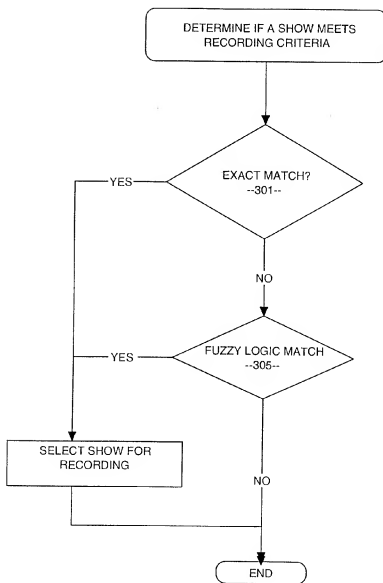 DETERMINE IF A SHOW MEETS
RECORDING CRITERIA
EXACT MATCH?
--301--
YES
NO
FUZZY LOGIC MATCH
--305--
YES
SELECT SHOW FOR
RECORDING
NO
END